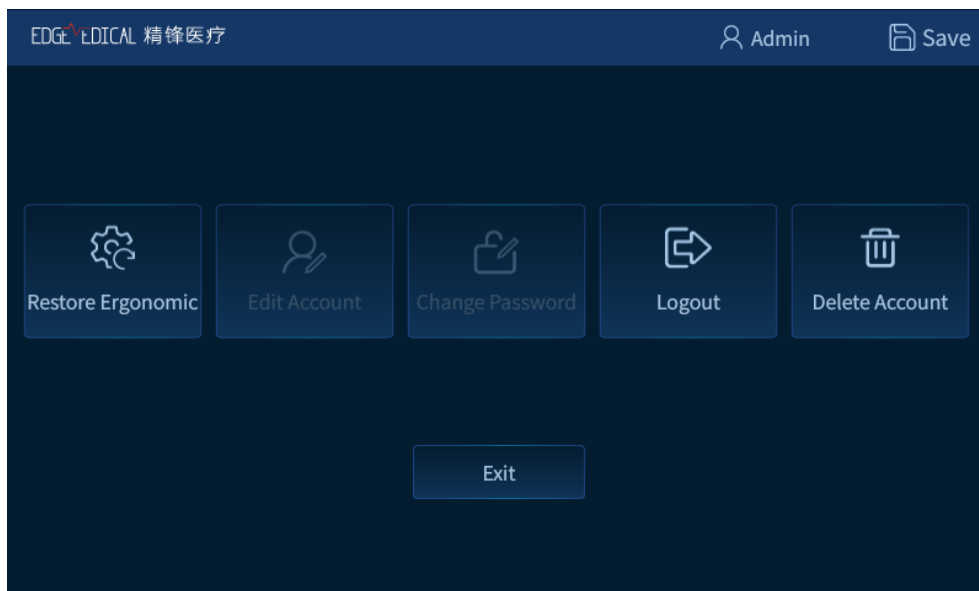 EDGE MEDICAL 精锋医疗
Admin
Save
Restore Ergonomic
Edit Account
Change Password
Logout
Delete Account
Exit